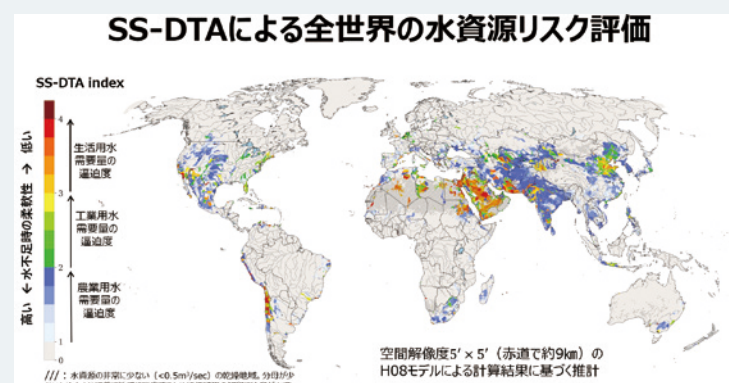 SS-DTAによる全世界の水資源リスク評価
SS-DTA index
高い ← 水不足時の柔軟性 → 低い
4
生活用水
需要量の
逼迫度
3
工業用水
需要量の
逼迫度
2
農業用水
需要量の
逼迫度
1
0
空間解像度5′× 5′（赤道で約9km）の
H08モデルによる計算結果に基づく推計
/// : 水資源の非常に少ない（<0.5m³/sec）の乾燥地域。分母が少